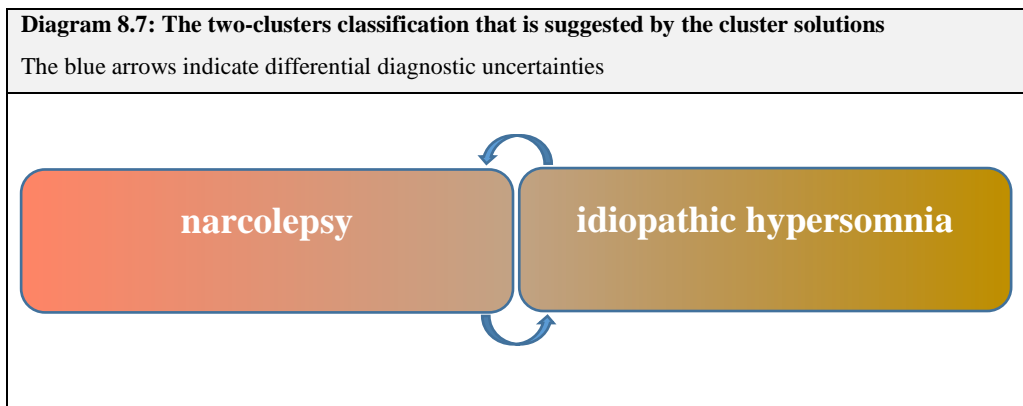 Diagram 8.7: The two-clusters classification that is suggested by the cluster solutions
The blue arrows indicate differential diagnostic uncertainties
narcolepsy
idiopathic hypersomnia